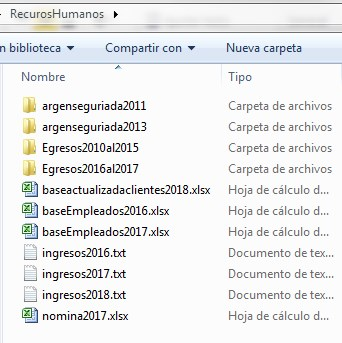 RecurosHumanos
n biblioteca Compartir con Nueva carpeta
Nombre Tipo
argenseguriada2011 Carpeta de archivos
argenseguriada2013 Carpeta de archivos
Egresos2010al2015 Carpeta de archivos
Egresos2016al2017 Carpeta de archivos
baseactualizadaclientes2018.xlsx Hoja de cálculo d...
baseEmpleados2016.xlsx Hoja de cálculo d...
baseEmpleados2017.xlsx Hoja de cálculo d...
ingresos2016.txt Documento de tex...
ingresos2017.txt Documento de tex...
ingresos2018.txt Documento de tex...
nomina2017.xlsx Hoja de cálculo d...